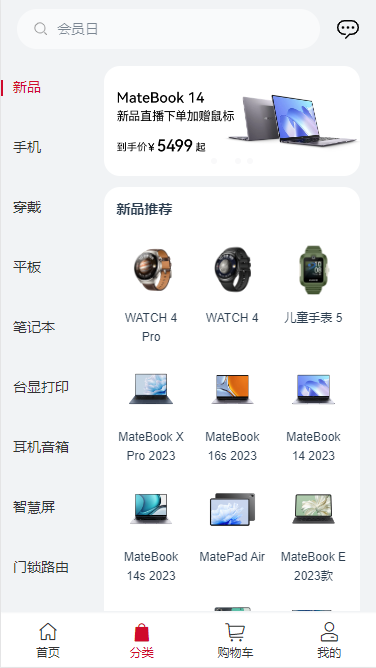 会员日
新品
手机
穿戴
平板
笔记本
台显打印
耳机音箱
智慧屏
门锁路由
MateBook 14
新品直播下单加赠鼠标
到手价¥ 5499 起
新品推荐
WATCH 4
Pro
WATCH 4
儿童手表 5
MateBook X
Pro 2023
MateBook
16s 2023
MateBook
14 2023
MateBook
14s 2023
MatePad Air
MateBook E
2023款
首页
分类
购物车
我的